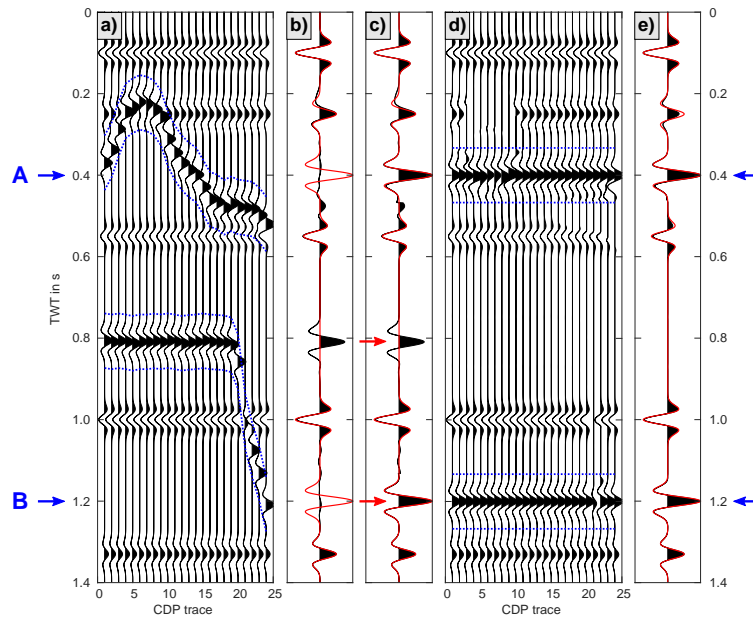 0 a) b) c) d) e) 0
0.2 0.2
A 0.4 0.4
0.6 0.6
TWT in s
0.8 0.8
1.0 1.0
B 1.2 1.2
1.4 1.4
0 5 10 15 20 25 0 5 10 15 20 25
CDP trace CDP trace